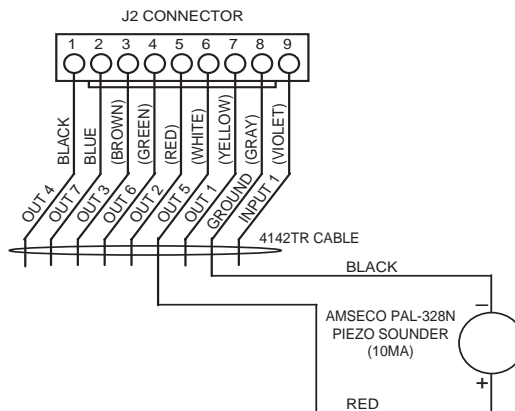 J2 CONNECTOR
1 2 3 4 5 6 7 8 9
BLACK
BLUE
(BROWN)
(GREEN)
(RED)
(WHITE)
(YELLOW)
(GRAY)
(VIOLET)
OUT 4
OUT 7
OUT 3
OUT 6
OUT 2
OUT 5
OUT 1
GROUND
INPUT 1
4142TR CABLE
BLACK
–
AMSECO PAL-328N
PIEZO SOUNDER
(10MA)
+
RED